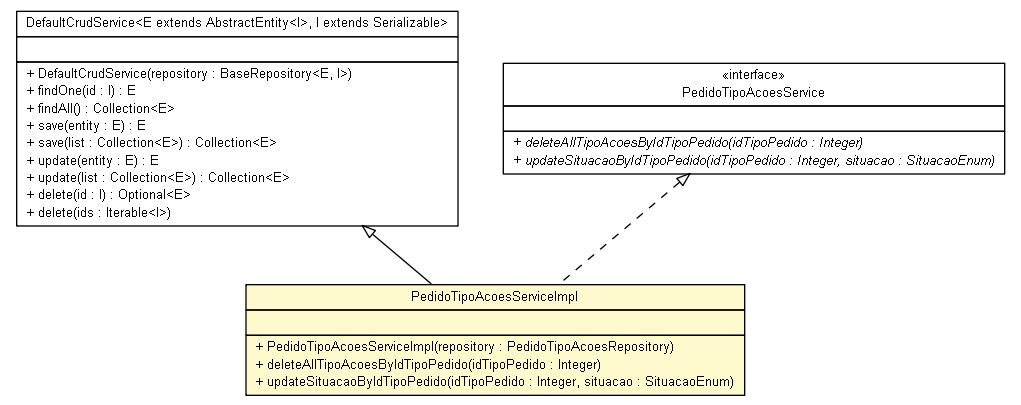 DefaultCrudService<E extends AbstractEntity<I>, I extends Serializable>
+ DefaultCrudService(repository : BaseRepository<E, I>)
+ findOne(id : I) : E
+ findAll() : Collection<E>
+ save(entity : E) : E
+ save(list : Collection<E>) : Collection<E>
+ update(entity : E) : E
+ update(list : Collection<E>) : Collection<E>
+ delete(id : I) : Optional<E>
+ delete(ids : Iterable<I>)
«interface»
PedidoTipoAcoesService
+ deleteAllTipoAcoesByIdTipoPedido(idTipoPedido : Integer)
+ updateSituacaoByIdTipoPedido(idTipoPedido : Integer, situacao : SituacaoEnum)
PedidoTipoAcoesServiceImpl
+ PedidoTipoAcoesServiceImpl(repository : PedidoTipoAcoesRepository)
+ deleteAllTipoAcoesByIdTipoPedido(idTipoPedido : Integer)
+ updateSituacaoByIdTipoPedido(idTipoPedido : Integer, situacao : SituacaoEnum)